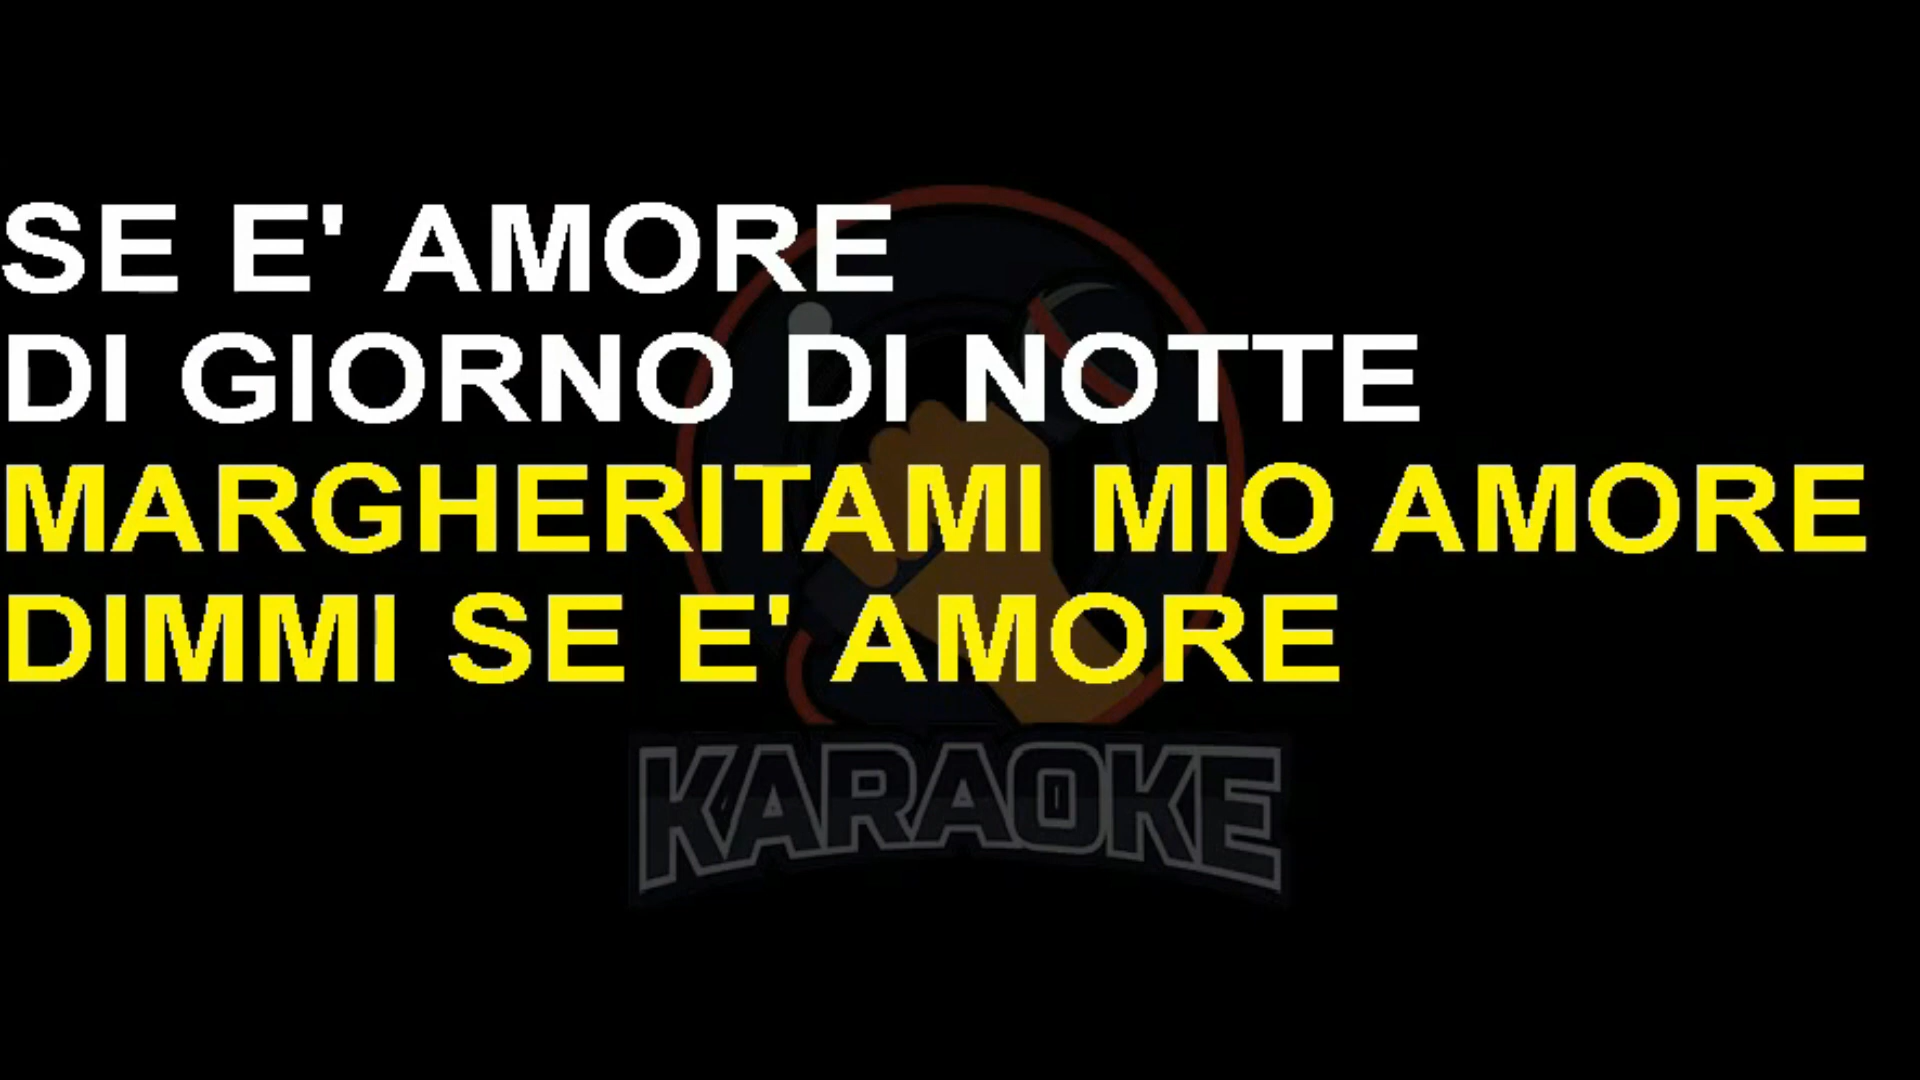 SE E' AMORE
DI GIORNO DI NOTTE
MARGHERITAMI MIO AMORE
DIMMI SE E' AMORE
KARAOKE